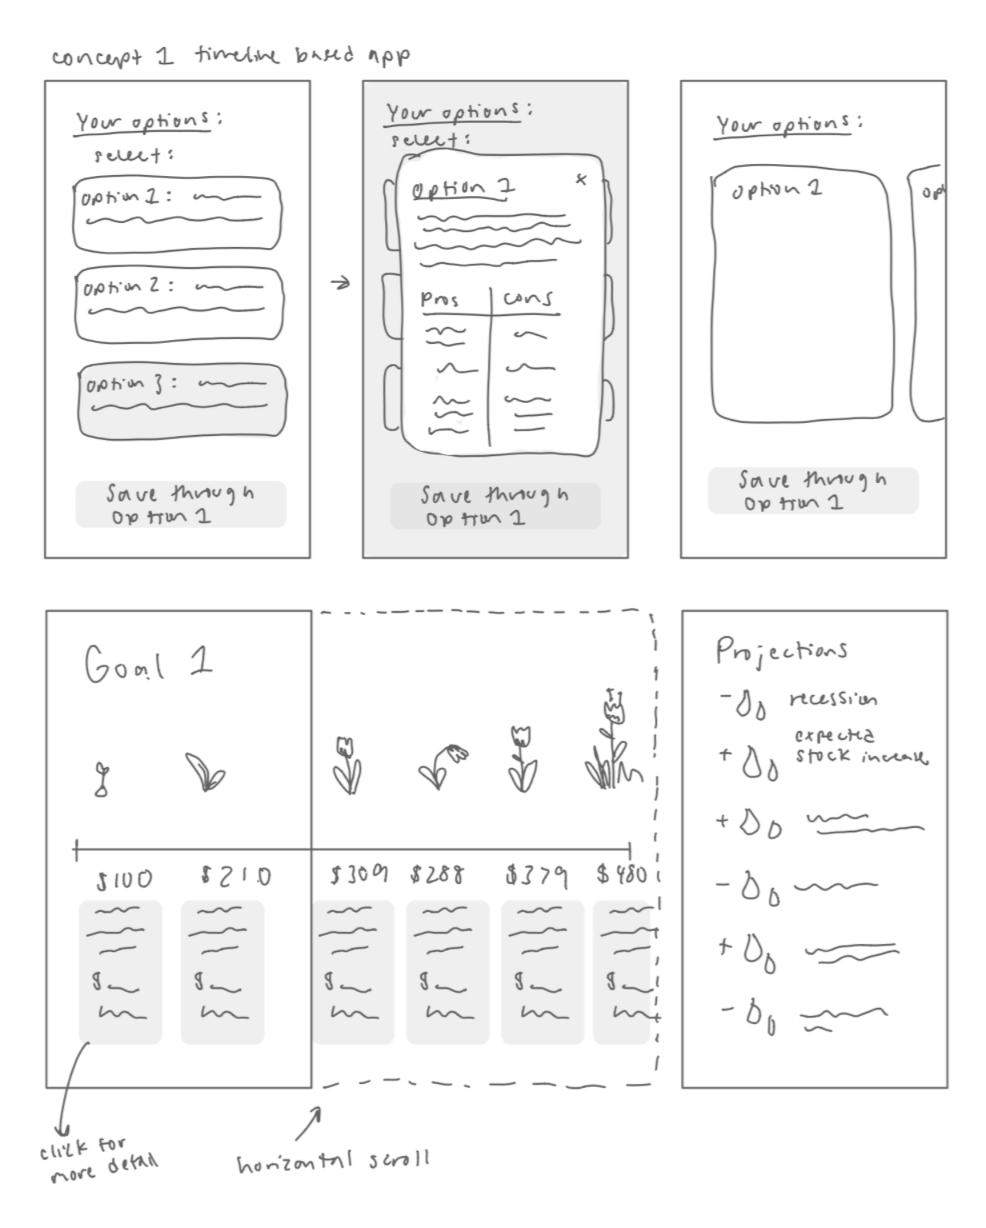 concept 1 timeline based app
Your options:
select:
option 1:
option 2:
option 3:
Save through
option 1
→
Your options:
select:
option 1 x
Pros cons
Save through
option 1
Your options:
option 1
op
Save through
option 1
Goal 1
$100 $210 $309 $288 $379 $480
$ $ $ $ $ $
click for
more detail
horizontal scroll
Projections
- recession
+ expected
stock increase
+
-
+
-